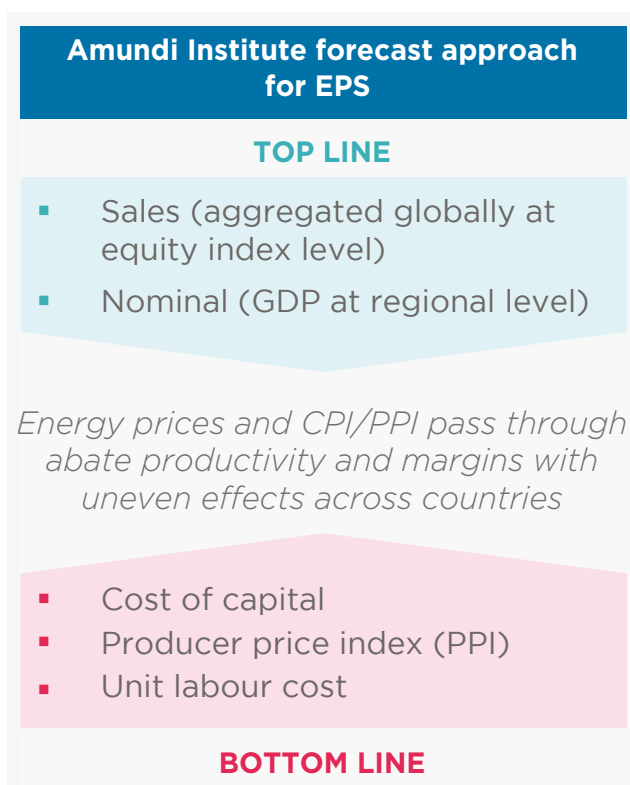 Amundi Institute forecast approach
for EPS
TOP LINE
▪ Sales (aggregated globally at
equity index level)
▪ Nominal (GDP at regional level)
Energy prices and CPI/PPI pass through
abate productivity and margins with
uneven effects across countries
▪ Cost of capital
▪ Producer price index (PPI)
▪ Unit labour cost
BOTTOM LINE